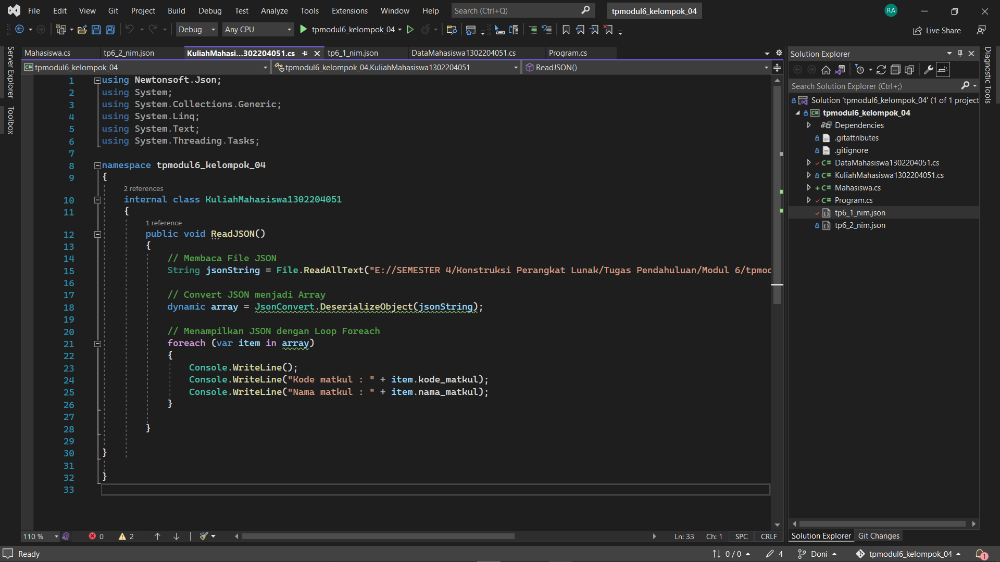 File Edit View Git Project Build Debug Test Analyze Tools Extensions Window Help Search (Ctrl+Q) tpmodul6_kelompok_04 RA
Debug Any CPU tpmodul6_kelompok_04 Live Share
Mahasiswa.cs tp6_2_nim.json KuliahMahasi...302204051.cs tp6_1_nim.json DataMahasiswa1302204051.cs Program.cs
C# tpmodul6_kelompok_04 tpmodul6_kelompok_04.KuliahMahasiswa1302204051 ReadJSON()
1 using Newtonsoft.Json;
2 using System;
3 using System.Collections.Generic;
4 using System.Linq;
5 using System.Text;
6 using System.Threading.Tasks;
7
8 namespace tpmodul6_kelompok_04
9 {
2 references
10 internal class KuliahMahasiswa1302204051
11 {
1 reference
12 public void ReadJSON()
13 {
14 // Membaca File JSON
15 String jsonString = File.ReadAllText("E://SEMESTER 4/Konstruksi Perangkat Lunak/Tugas Pendahuluan/Modul 6/tpmod
16
17 // Convert JSON menjadi Array
18 dynamic array = JsonConvert.DeserializeObject(jsonString);
19
20 // Menampilkan JSON dengan Loop Foreach
21 foreach (var item in array)
22 {
23 Console.WriteLine();
24 Console.WriteLine("Kode matkul : " + item.kode_matkul);
25 Console.WriteLine("Nama matkul : " + item.nama_matkul);
26 }
27
28 }
29
30 }
31
32 }
33
110 % 0 2 Ln: 33 Ch: 1 SPC CRLF
Server Explorer
Toolbox
Solution Explorer
Search Solution Explorer (Ctrl+;)
Solution 'tpmodul6_kelompok_04' (1 of 1 project
C# tpmodul6_kelompok_04
Dependencies
.gitattributes
.gitignore
C# DataMahasiswa1302204051.cs
C# KuliahMahasiswa1302204051.cs
C# Mahasiswa.cs
C# Program.cs
tp6_1_nim.json
tp6_2_nim.json
Solution Explorer Git Changes
Diagnostic Tools
Ready 0 / 0 4 Doni tpmodul6_kelompok_04 1